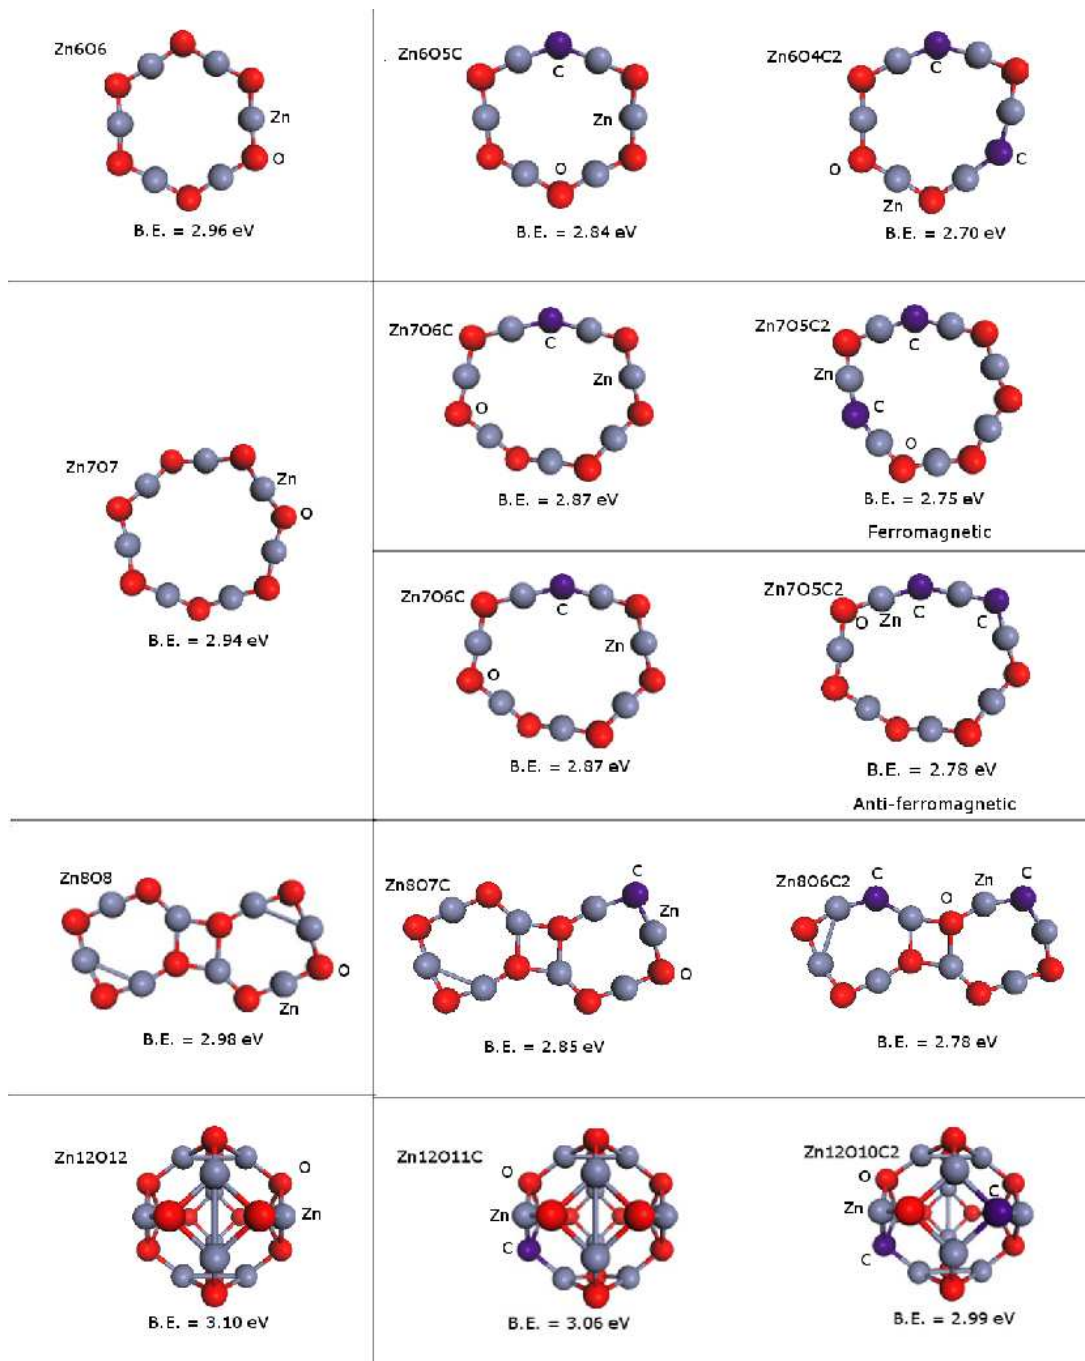 Zn6O6
Zn
O
B.E. = 2.96 eV
Zn6O5C
C
Zn
O
B.E. = 2.84 eV
Zn6O4C2
C
C
O
Zn
B.E. = 2.70 eV
Zn7O7
Zn
O
B.E. = 2.94 eV
Zn7O6C
C
Zn
O
B.E. = 2.87 eV
Zn7O5C2
C
Zn
C
O
B.E. = 2.75 eV
Ferromagnetic
Zn7O6C
C
Zn
O
B.E. = 2.87 eV
Zn7O5C2
O
Zn
C
C
B.E. = 2.78 eV
Anti-ferromagnetic
Zn8O8
O
Zn
B.E. = 2.98 eV
Zn8O7C
C
Zn
O
B.E. = 2.85 eV
Zn8O6C2
C
O
Zn
C
B.E. = 2.78 eV
Zn12O12
O
Zn
B.E. = 3.10 eV
Zn12O11C
O
Zn
C
B.E. = 3.06 eV
Zn12O10C2
O
Zn
C
C
B.E. = 2.99 eV